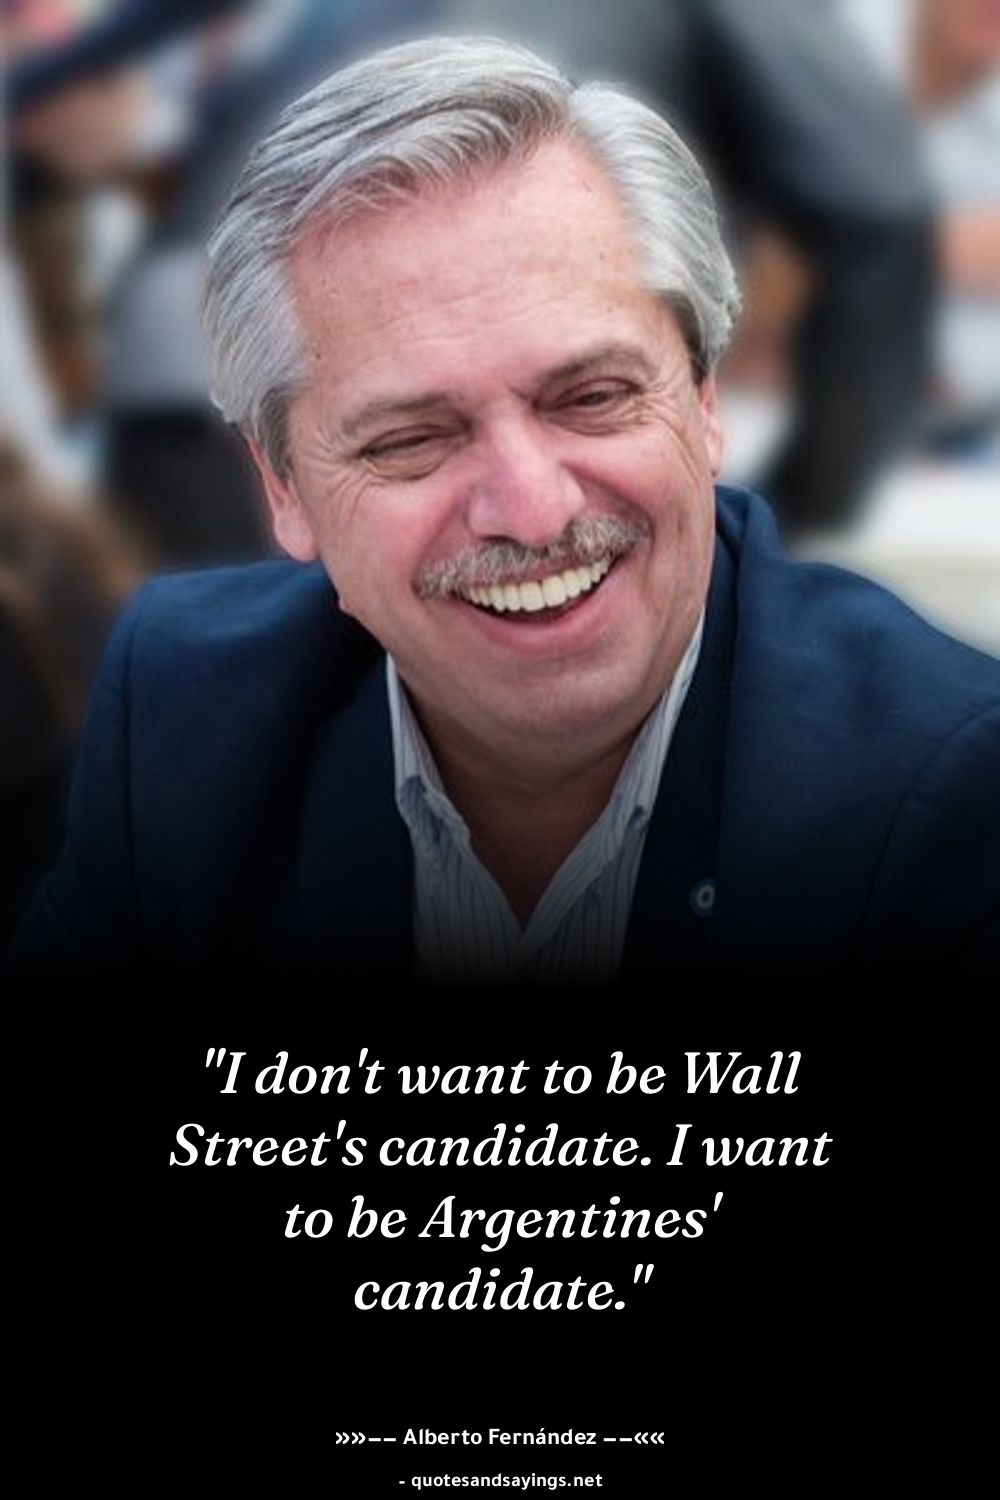 "I don't want to be Wall
Street's candidate. I want
to be Argentines'
candidate."
»»−− Alberto Fernández −−««
- quotesandsayings.net